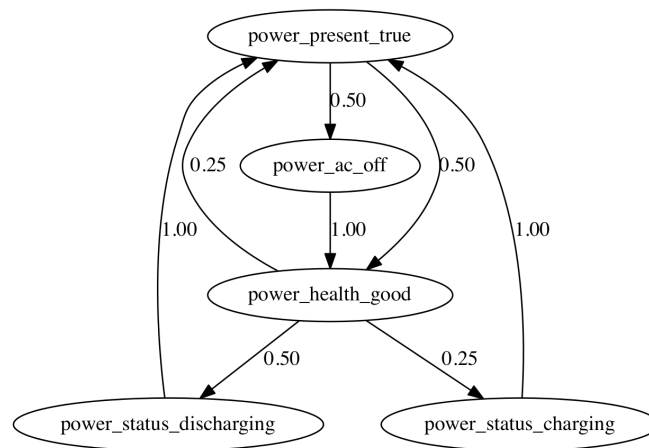 power_present_true
0.50
power_ac_off
0.25
0.50
1.00
1.00
1.00
power_health_good
0.50
0.25
power_status_discharging
power_status_charging